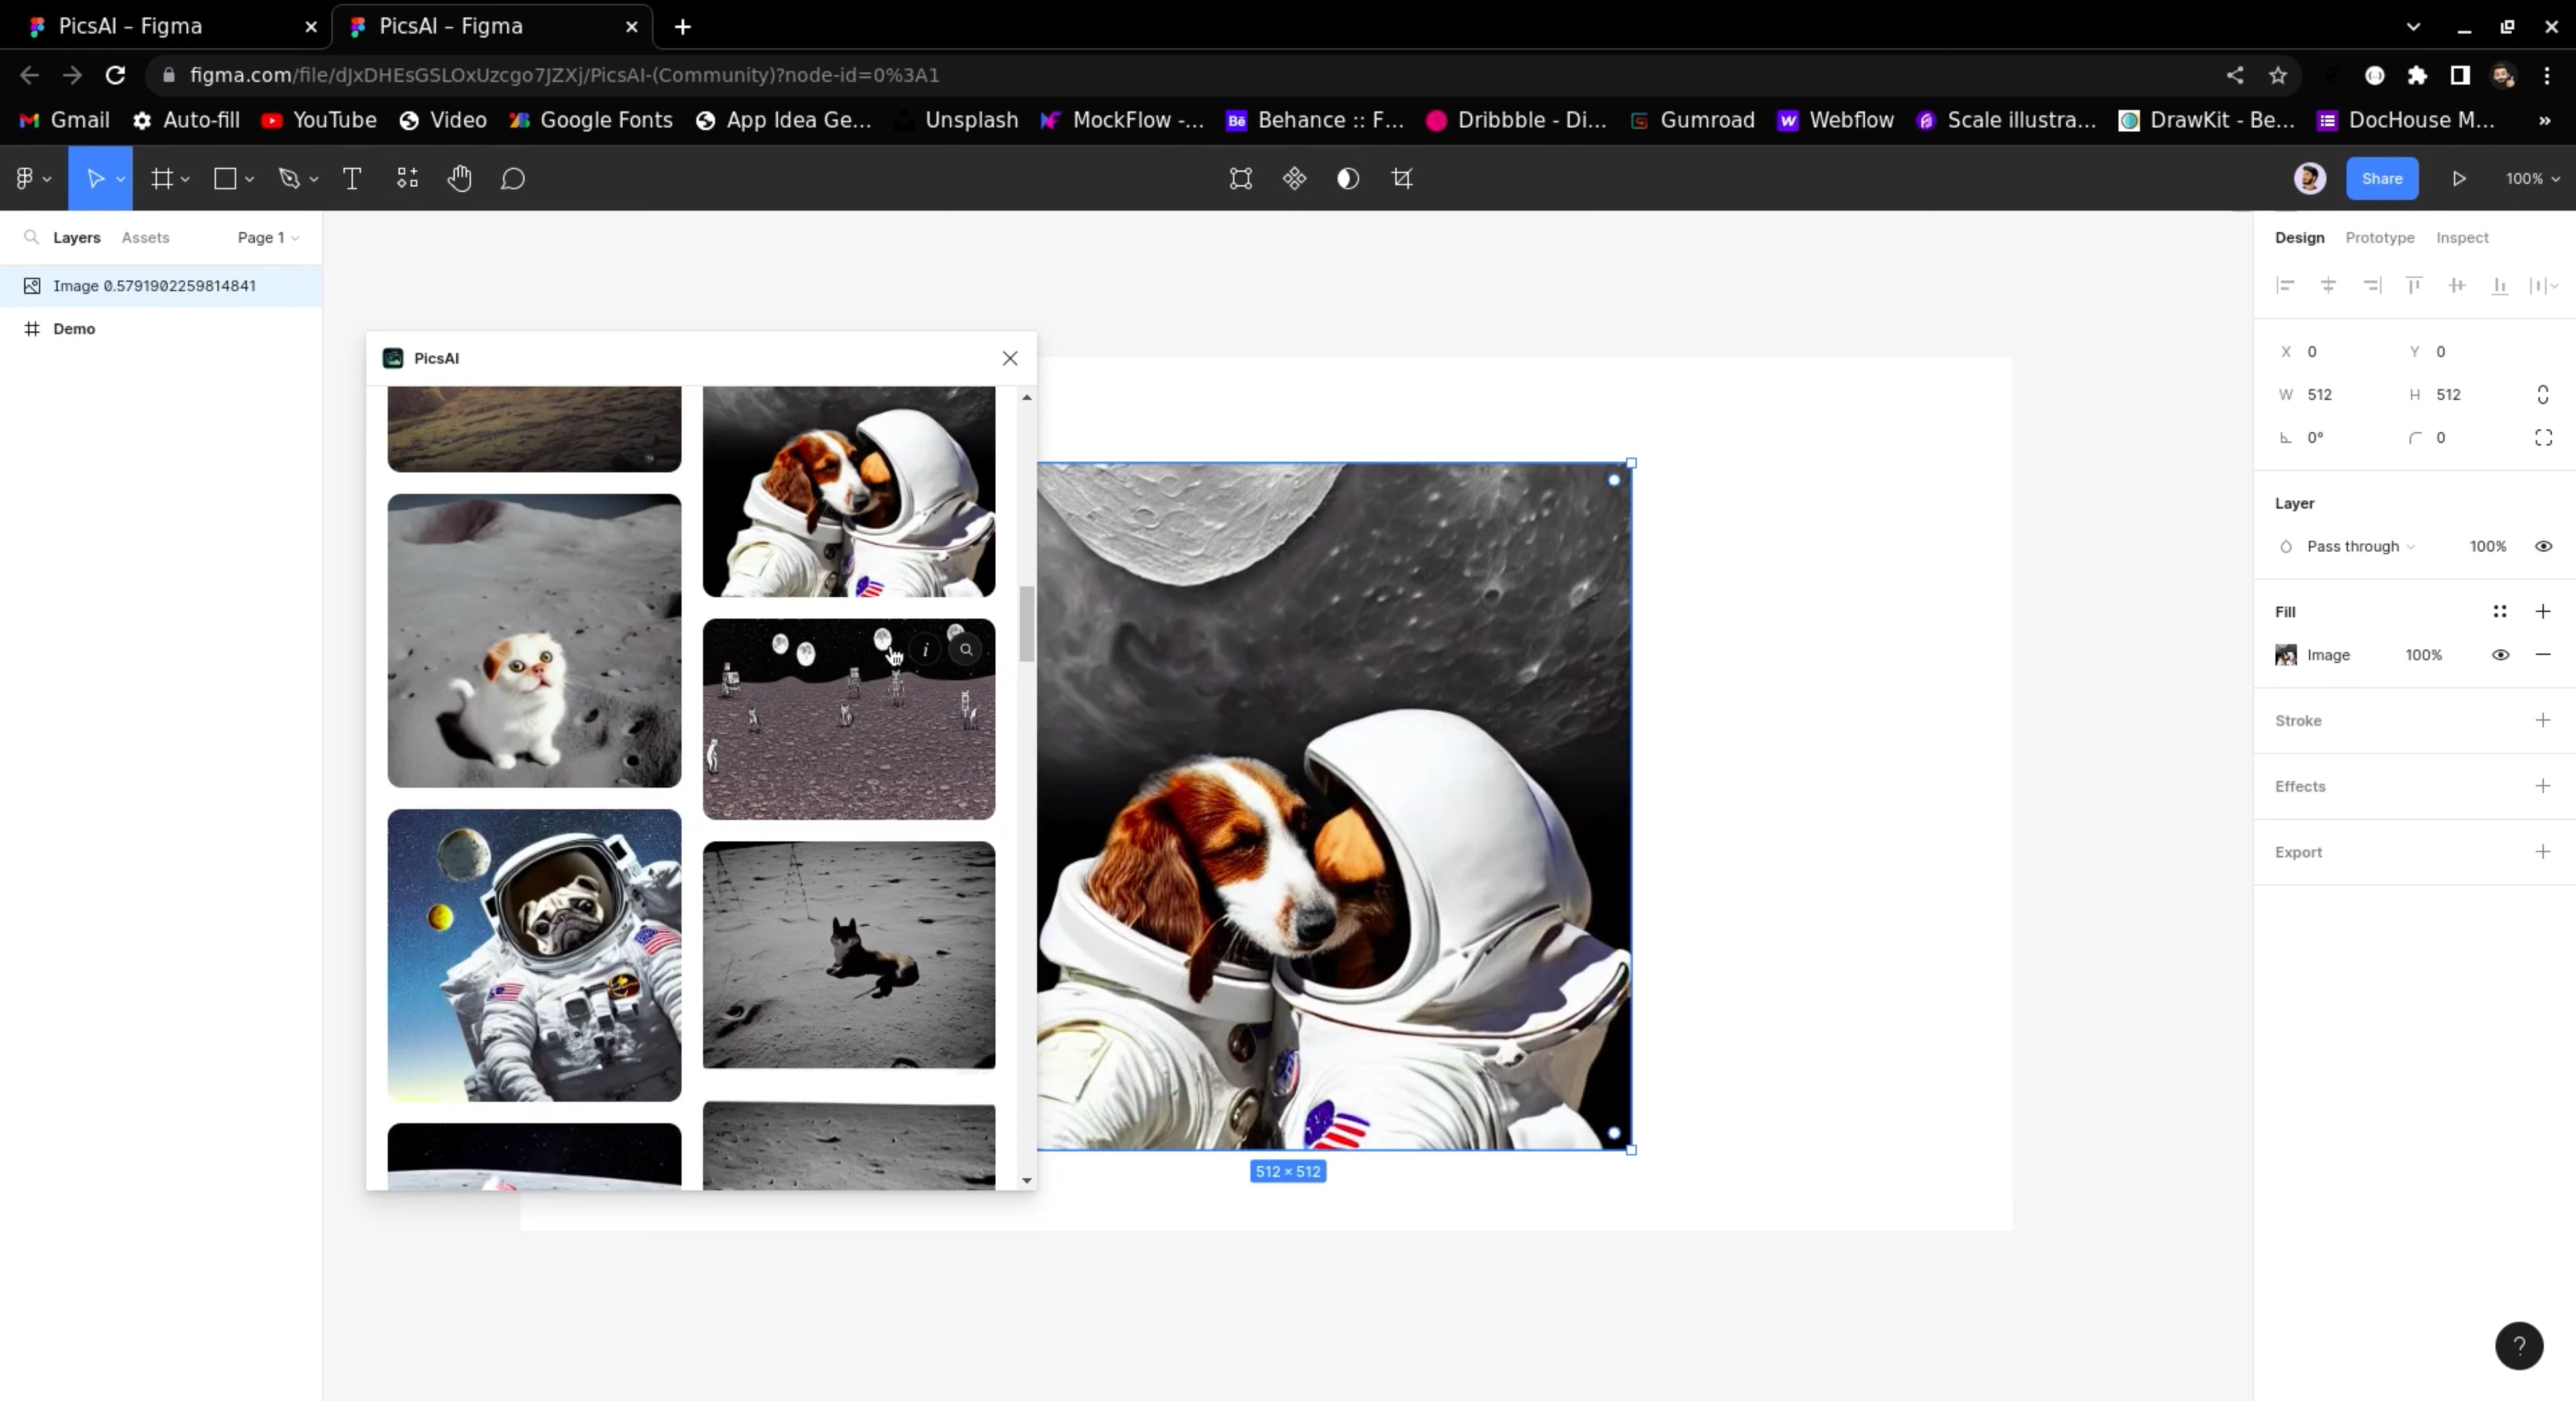 PicsAI – Figma
PicsAI – Figma
figma.com/file/dJxDHEsGSLOxUzcgo7JZXj/PicsAI-(Community)?node-id=0%3A1
Gmail Auto-fill YouTube Video Google Fonts App Idea Ge... Unsplash MockFlow -... Behance :: F... Dribbble - Di... Gumroad Webflow Scale illustra... DrawKit - Be... DocHouse M... »
Share 100%
Layers Assets Page 1
Design Prototype Inspect
Image 0.5791902259814841
Demo
PicsAI
X 0 Y 0
W 512 H 512
0° 0
Layer
Pass through 100%
Fill
Image 100%
Stroke
Effects
Export
512 × 512